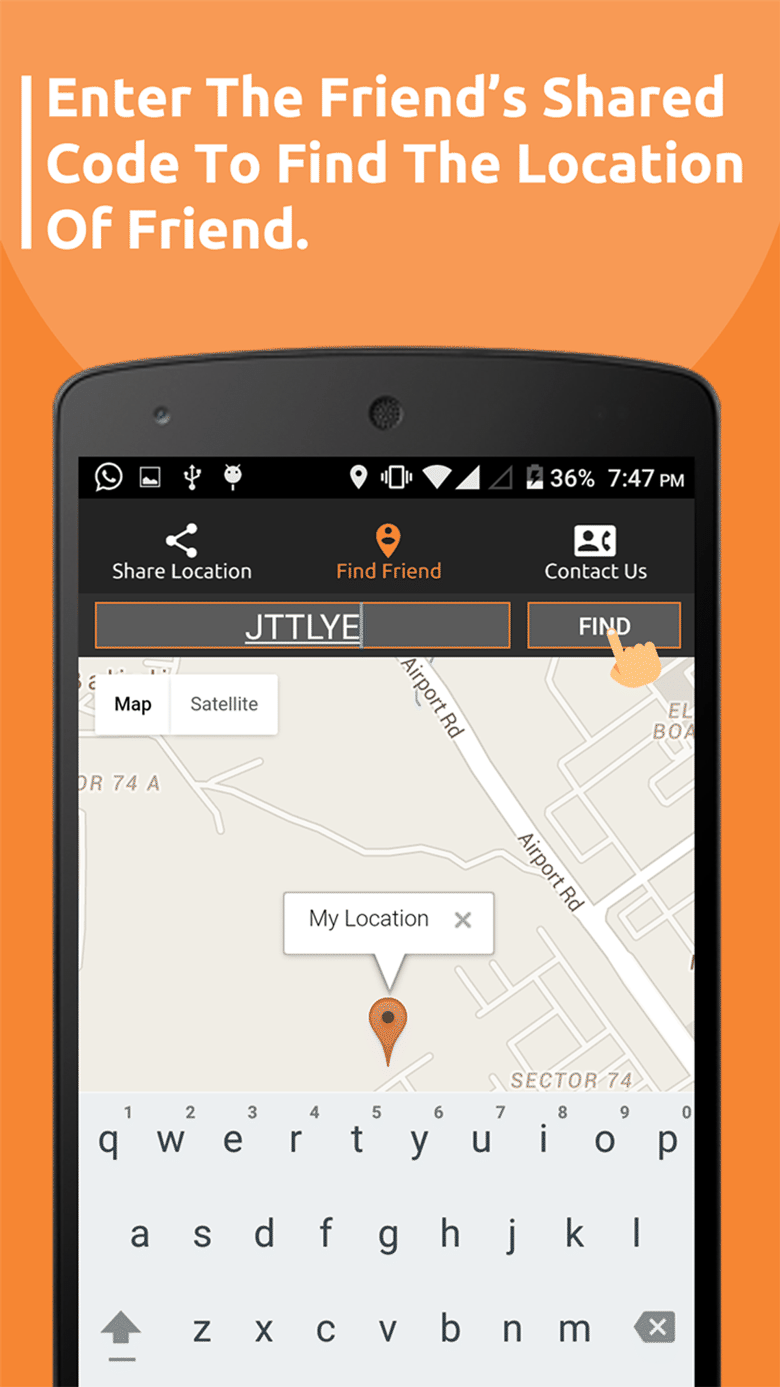 Enter The Friend’s Shared
Code To Find The Location
Of Friend.
36% 7:47 PM
Share Location Find Friend Contact Us
JTTLYE FIND
Airport Rd
Map Satellite
EL
BOA
OR 74 A
Airport Rd
My Location
SECTOR 74
1 2 3 4 5 6 7 8 9 0
q w e r t y u i o p
a s d f g h j k l
z x c v b n m